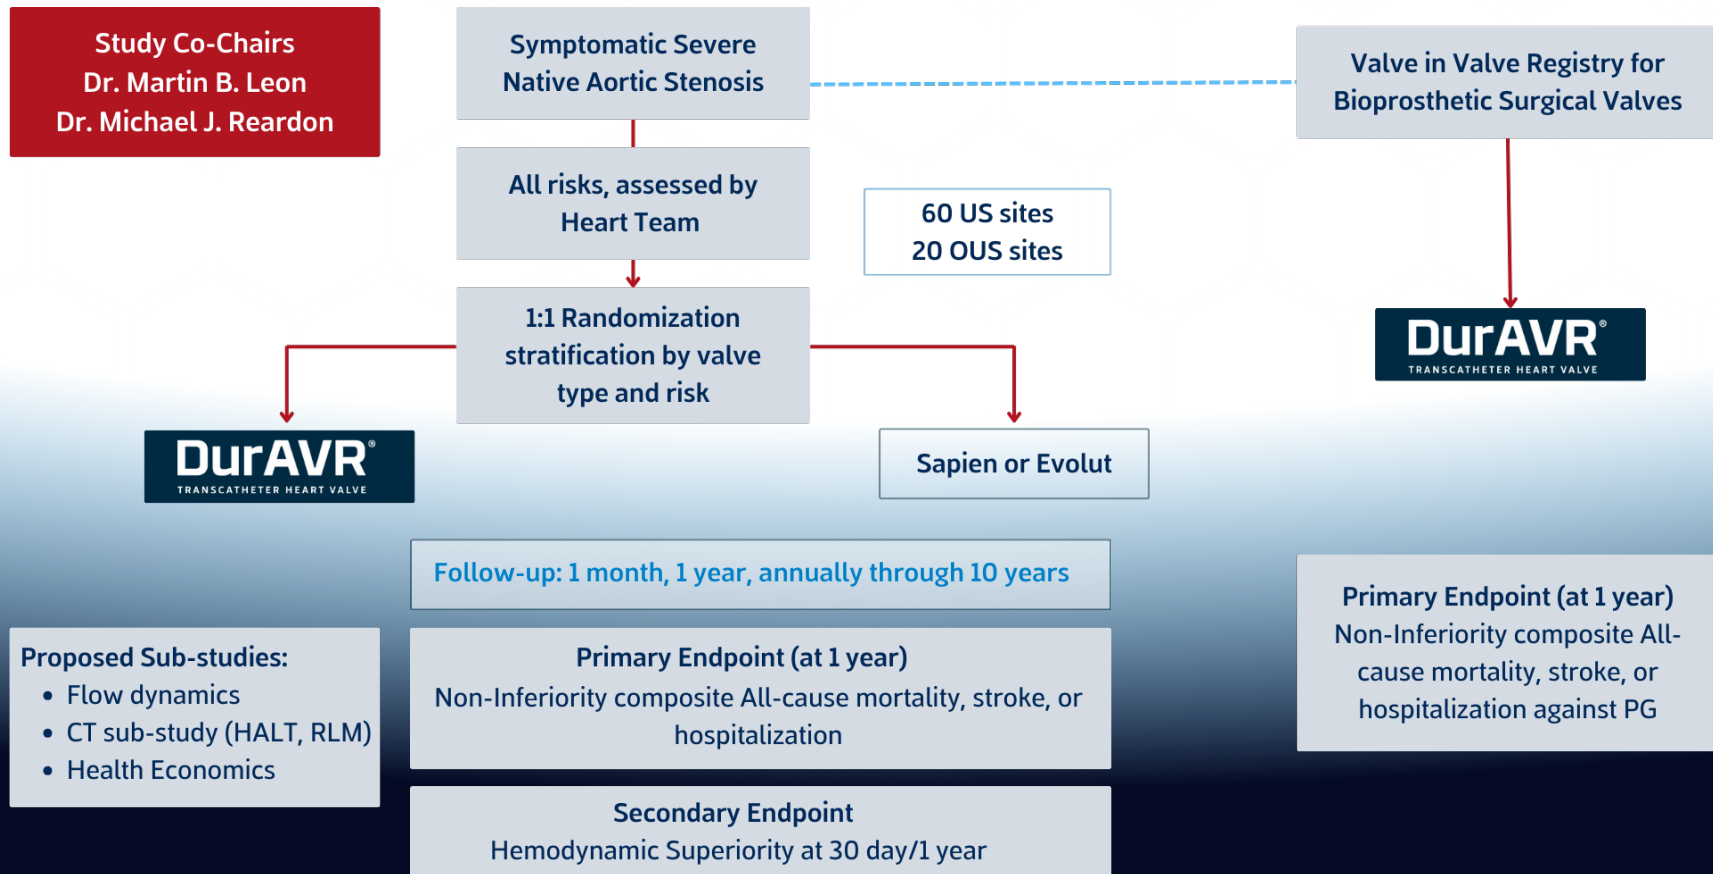 Study Co-Chairs
Dr. Martin B. Leon
Dr. Michael J. Reardon
Symptomatic Severe
Native Aortic Stenosis
Valve in Valve Registry for
Bioprosthetic Surgical Valves
All risks, assessed by
Heart Team
60 US sites
20 OUS sites
1:1 Randomization
stratification by valve
type and risk
DurAVR®
TRANSCATHETER HEART VALVE
DurAVR®
TRANSCATHETER HEART VALVE
Sapien or Evolut
Follow-up: 1 month, 1 year, annually through 10 years
Proposed Sub-studies:
• Flow dynamics
• CT sub-study (HALT, RLM)
• Health Economics
Primary Endpoint (at 1 year)
Non-Inferiority composite All-cause mortality, stroke, or
hospitalization
Secondary Endpoint
Hemodynamic Superiority at 30 day/1 year
Primary Endpoint (at 1 year)
Non-Inferiority composite All-
cause mortality, stroke, or
hospitalization against PG